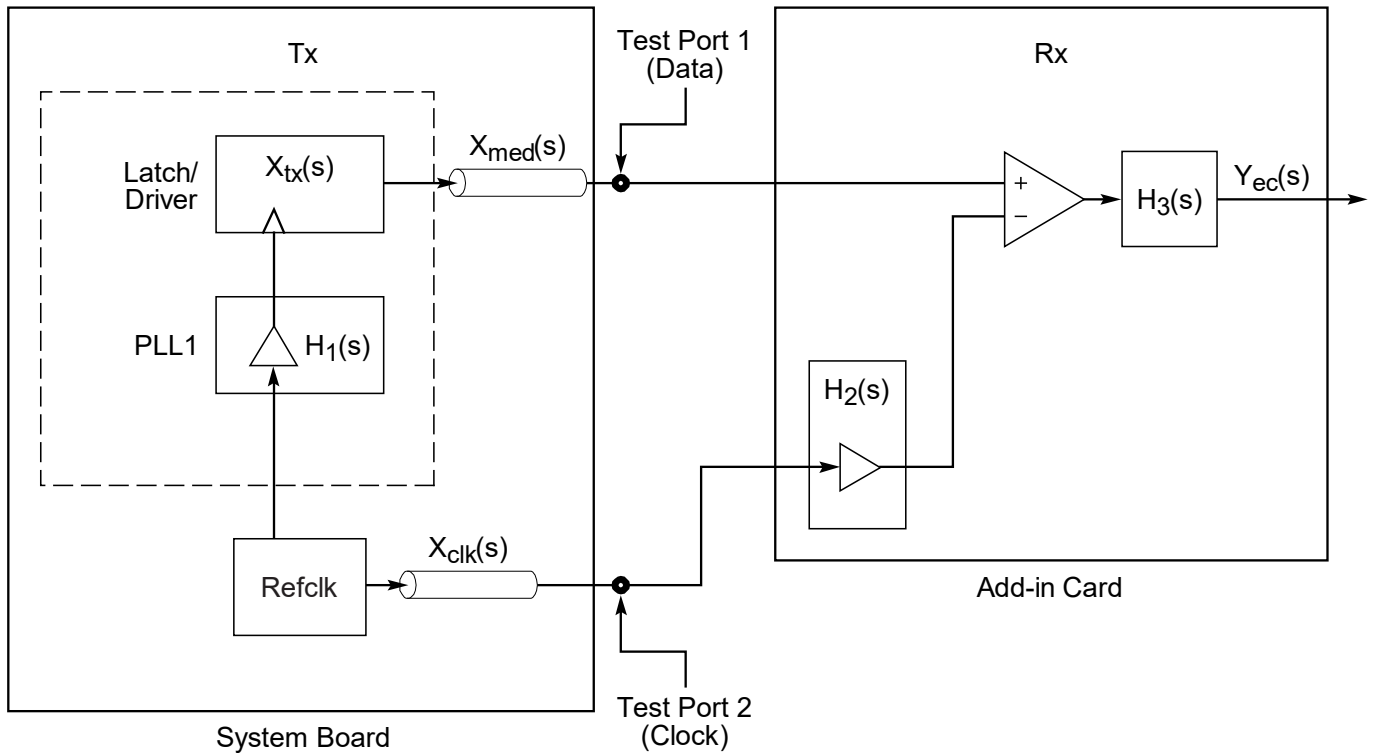 Tx
Test Port 1
(Data)
Rx
Latch/
Driver
Xtx(s)
Xmed(s)
+
−
H3(s)
Yec(s)
PLL1
H1(s)
H2(s)
Refclk
Xclk(s)
Add-in Card
Test Port 2
(Clock)
System Board